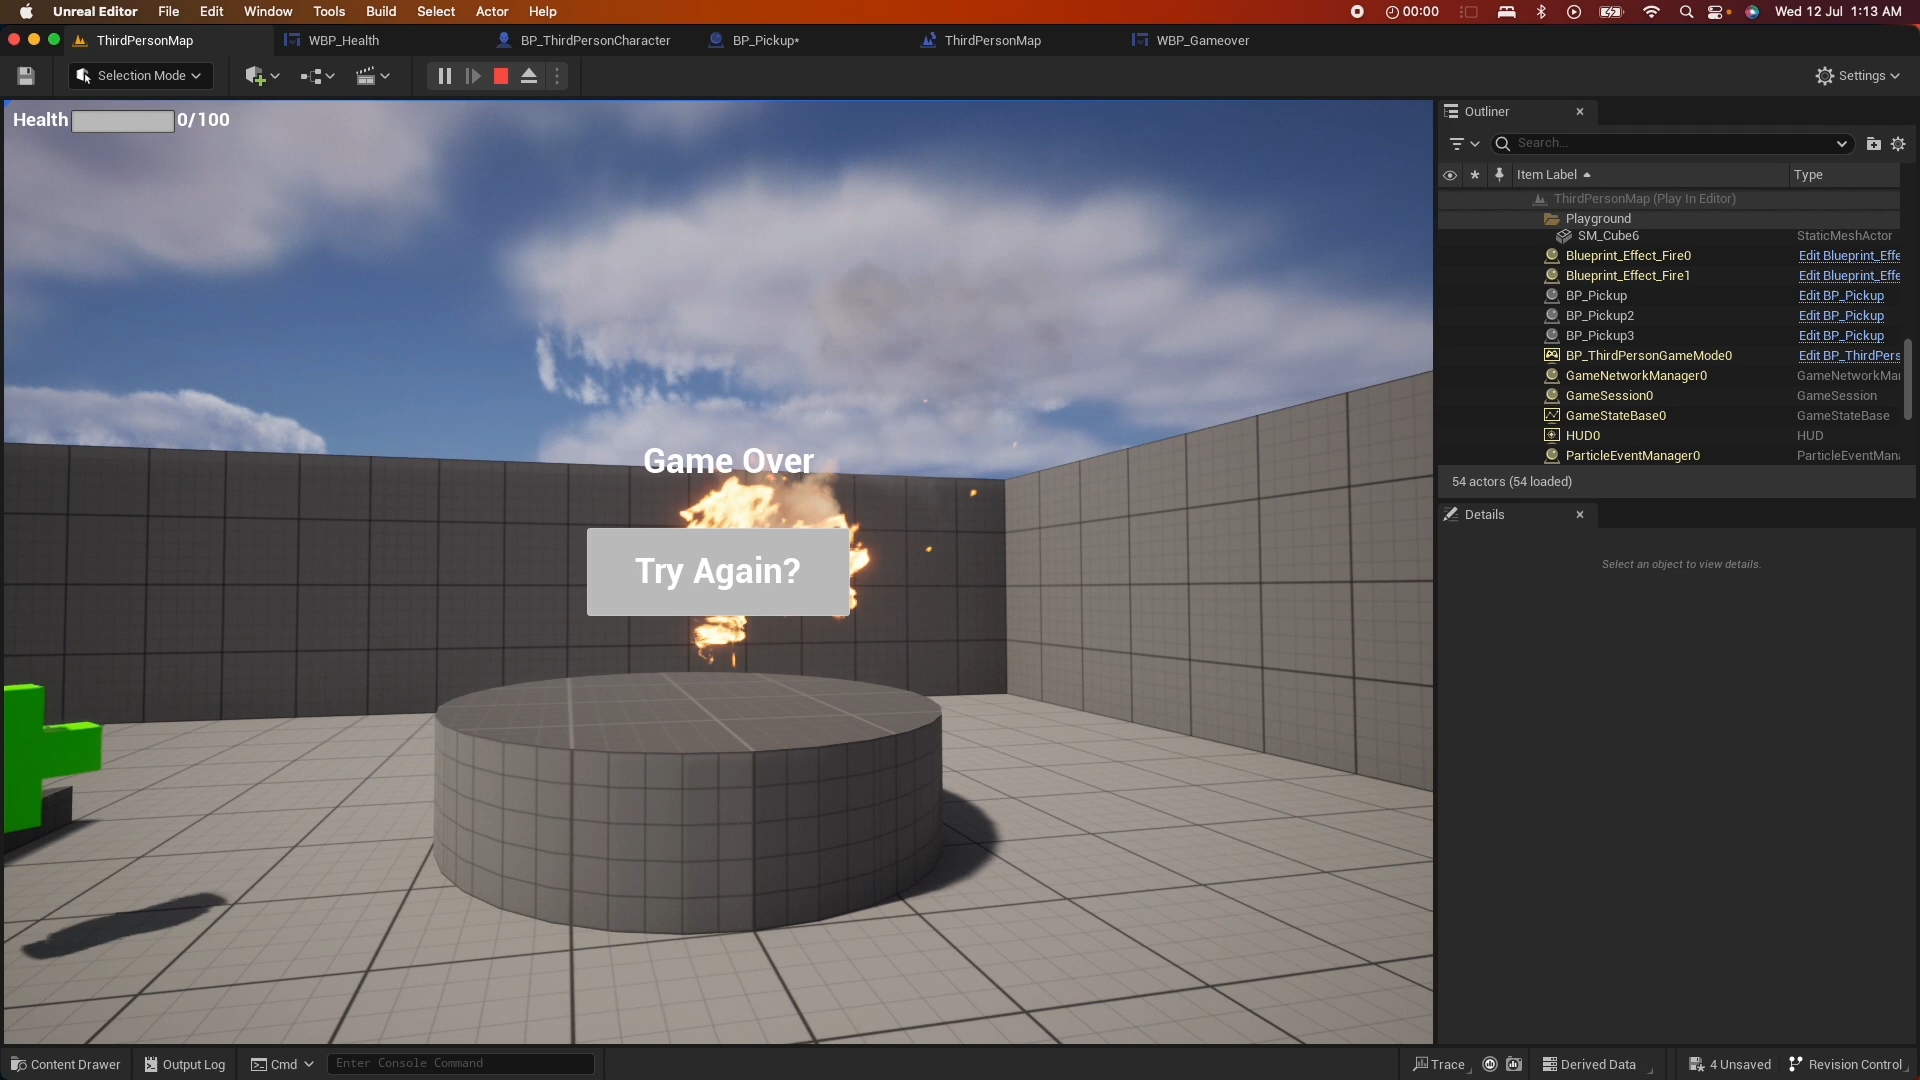 Unreal Editor File Edit Window Tools Build Select Actor Help 00:00 Wed 12 Jul 1:13 AM
ThirdPersonMap WBP_Health BP_ThirdPersonCharacter BP_Pickup* ThirdPersonMap WBP_Gameover
Selection Mode Settings
Health 0/100
Game Over
Try Again?
Outliner
Search...
Item Label Type
ThirdPersonMap (Play In Editor)
Playground
SM_Cube6 StaticMeshActor
Blueprint_Effect_Fire0 Edit Blueprint_Effe
Blueprint_Effect_Fire1 Edit Blueprint_Effe
BP_Pickup Edit BP_Pickup
BP_Pickup2 Edit BP_Pickup
BP_Pickup3 Edit BP_Pickup
BP_ThirdPersonGameMode0 Edit BP_ThirdPers
GameNetworkManager0 GameNetworkMa
GameSession0 GameSession
GameStateBase0 GameStateBase
HUD0 HUD
ParticleEventManager0 ParticleEventMan
54 actors (54 loaded)
Details
Select an object to view details.
Content Drawer Output Log Cmd Enter Console Command Trace Derived Data 4 Unsaved Revision Control